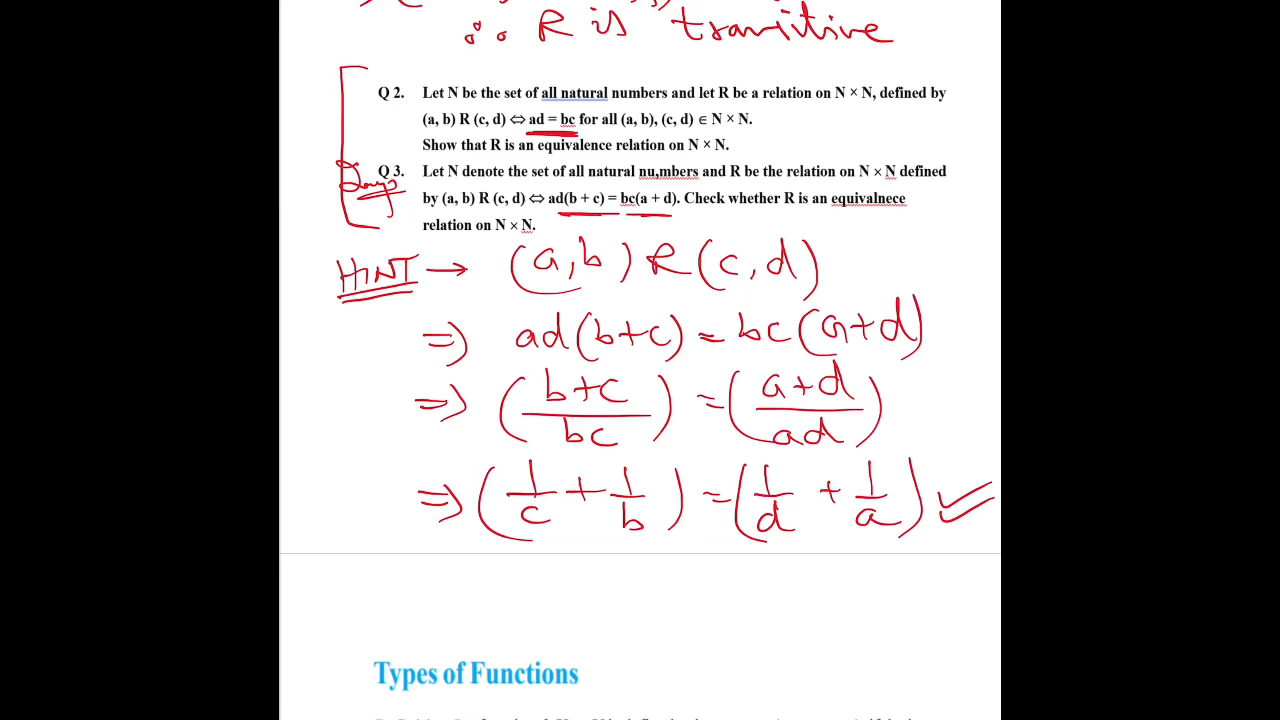 ∴ R is transitive
Q 2. Let N be the set of all natural numbers and let R be a relation on N × N, defined by
(a, b) R (c, d) ⇔ ad = bc for all (a, b), (c, d) ∈ N × N.
Show that R is an equivalence relation on N × N.
Q 3. Let N denote the set of all natural nu,mbers and R be the relation on N × N defined
by (a, b) R (c, d) ⇔ ad(b + c) = bc(a + d). Check whether R is an equivalnece
relation on N × N.
HINT → (a, b) R (c, d)
⇒ ad(b+c) = bc(a+d)
⇒ (b+c/bc) = (a+d/ad)
⇒ (1/c + 1/b) = (1/d + 1/a)
Types of Functions